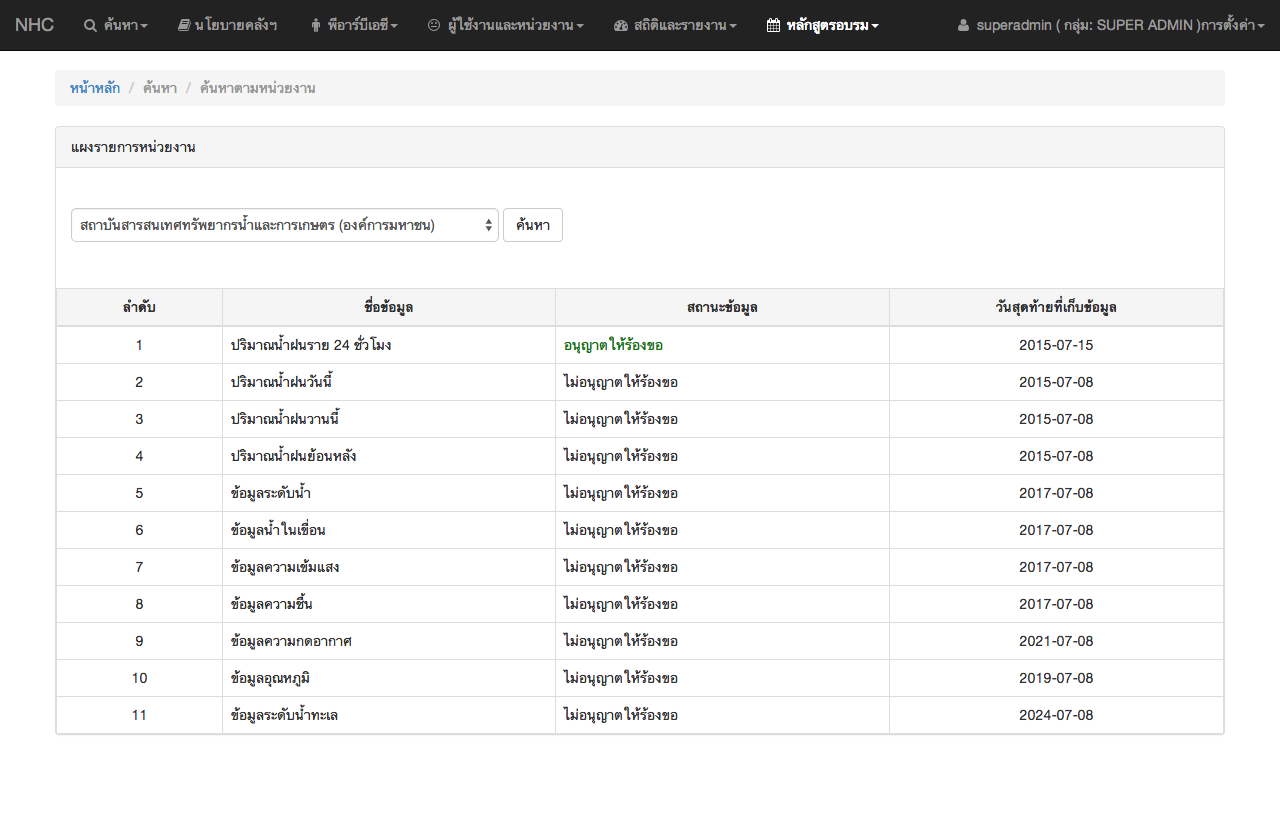 NHC ค้นหา นโยบายคลังฯ พีอาร์บีเอซี ผู้ใช้งานและหน่วยงาน สถิติและรายงาน หลักสูตรอบรม superadmin ( กลุ่ม: SUPER ADMIN )การตั้งค่า
หน้าหลัก / ค้นหา / ค้นหาตามหน่วยงาน
แผงรายการหน่วยงาน
สถาบันสารสนเทศทรัพยากรน้ำและการเกษตร (องค์การมหาชน) ค้นหา
ลำดับ ชื่อข้อมูล สถานะข้อมูล วันสุดท้ายที่เก็บข้อมูล
1 ปริมาณน้ำฝนราย 24 ชั่วโมง อนุญาตให้ร้องขอ 2015-07-15
2 ปริมาณน้ำฝนวันนี้ ไม่อนุญาตให้ร้องขอ 2015-07-08
3 ปริมาณน้ำฝนวานนี้ ไม่อนุญาตให้ร้องขอ 2015-07-08
4 ปริมาณน้ำฝนย้อนหลัง ไม่อนุญาตให้ร้องขอ 2015-07-08
5 ข้อมูลระดับน้ำ ไม่อนุญาตให้ร้องขอ 2017-07-08
6 ข้อมูลน้ำในเขื่อน ไม่อนุญาตให้ร้องขอ 2017-07-08
7 ข้อมูลความเข้มแสง ไม่อนุญาตให้ร้องขอ 2017-07-08
8 ข้อมูลความชื้น ไม่อนุญาตให้ร้องขอ 2017-07-08
9 ข้อมูลความกดอากาศ ไม่อนุญาตให้ร้องขอ 2021-07-08
10 ข้อมูลอุณหภูมิ ไม่อนุญาตให้ร้องขอ 2019-07-08
11 ข้อมูลระดับน้ำทะเล ไม่อนุญาตให้ร้องขอ 2024-07-08